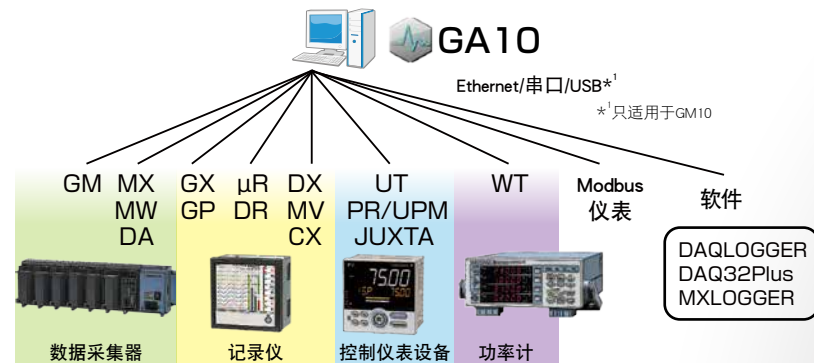 GA10
Ethernet/串口/USB*1
*1只适用于GM10
GM MX GX μR DX UT WT Modbus 软件
MW GP DR MV PR/UPM 仪表
DA CX JUXTA
DAQLOGGER
DAQ32Plus
MXLOGGER
7500
数据采集器 记录仪 控制仪表设备 功率计